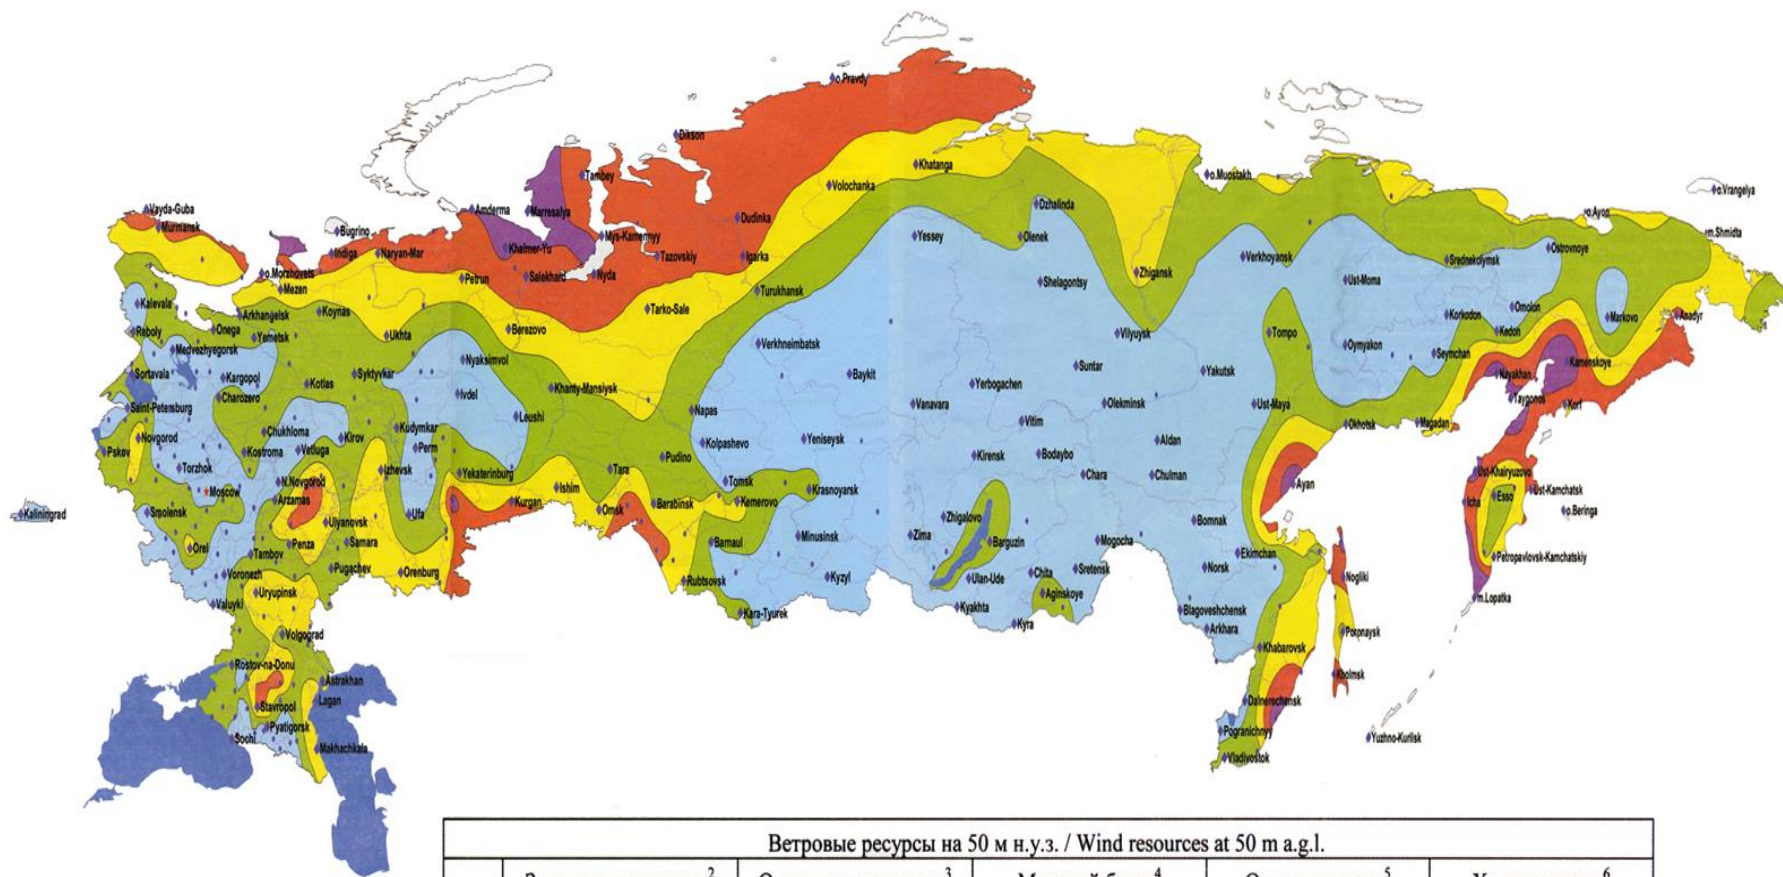 o.Pravdy
Dikson
Khatanga
Tambey
Volochanka
o.Muostakh
o.Vrangelya
Vayda-Guba
Amderma
Marresalya
Dzhalinda
o.Ayon
Murmansk
Bugrino
Dudinka
Mys-Kamennyy
Yessey
Olenek
m.Shmidta
Indiga
Naryan-Mar
Khalmer-Yu
Tazovskiy
Igarka
Verkhoyansk
Srednekolymsk
Ostrovnoye
o.Morzhovets
Mezen
Petrun
Salekhard
Nyda
Turukhansk
Shelagontsy
Zhigansk
Ust-Moma
Kalevala
Arkhangelsk
Koynas
Tarko-Sale
Korkodon
Omolon
Markovo
Anadyr
Reboly
Onega
Yemetsk
Ukhta
Berezovo
Verkhneimbatsk
Vilyuysk
Tompo
Oymyakon
Kedon
Medvezhyegorsk
Nyaksimvol
Seymchan
Kamenskoye
Sortavala
Kargopol
Kotlas
Syktyvkar
Khanty-Mansiysk
Baykit
Yerbogachen
Suntar
Yakutsk
Nayakhan
Saint-Petersburg
Charozero
Ivdel
Leushi
Napas
Vanavara
Olekminsk
Ust-Maya
Taygonos
Korf
Novgorod
Chukhloma
Kirov
Kudymkar
Kolpashevo
Yeniseysk
Vitim
Aldan
Okhotsk
Magadan
Pskov
Kostroma
Vetluga
Perm
Pudino
Kirensk
Bodaybo
Torzhok
N.Novgorod
Izhevsk
Yekaterinburg
Tara
Tomsk
Krasnoyarsk
Chara
Chulman
Ayan
Ust-Khairyuzovo
Moscow
Arzamas
Kurgan
Ishim
Barabinsk
Kemerovo
Icha
Esso
Ust-Kamchatsk
Kaliningrad
Smolensk
Ulyanovsk
Ufa
Omsk
Zhigalovo
Bomnak
o.Beringa
Orel
Tambov
Penza
Samara
Barnaul
Minusinsk
Zima
Barguzin
Mogocha
Ekimchan
Petropavlovsk-Kamchatskiy
Voronezh
Pugachev
Orenburg
Rubtsovsk
Kyzyl
Ulan-Ude
Chita
Sretensk
Norsk
Nogliki
Valuyki
Uryupinsk
Kara-Tyurek
Kyakhta
Aginskoye
Blagoveshchensk
m.Lopatka
Volgograd
Kyra
Arkhara
Poronaysk
Rostov-na-Donu
Khabarovsk
Astrakhan
Kholmsk
Stavropol
Lagan
Dalnerechensk
Sochi
Pyatigorsk
Makhachkala
Pogranichnyy
Yuzhno-Kurilsk
Vladivostok
Ветровые ресурсы на 50 м н.у.з. / Wind resources at 50 m a.g.l.
2 3 4 5 6